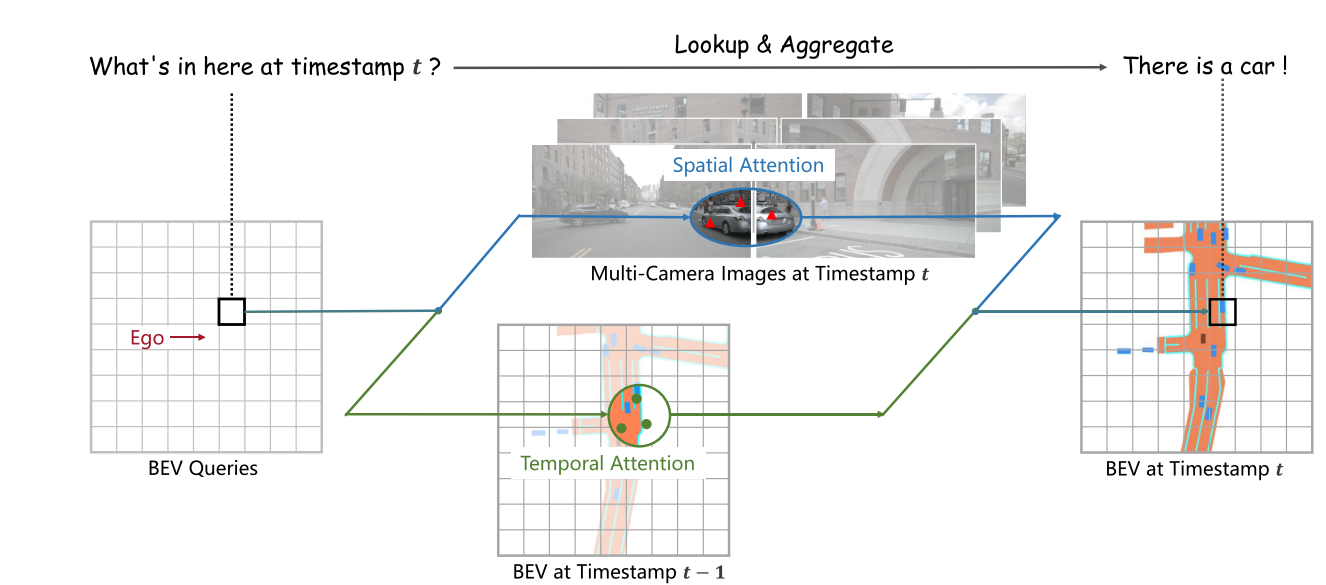 Lookup & Aggregate
What's in here at timestamp t ?
There is a car !
Spatial Attention
Multi-Camera Images at Timestamp t
Ego
BEV Queries
Temporal Attention
BEV at Timestamp t
BEV at Timestamp t − 1